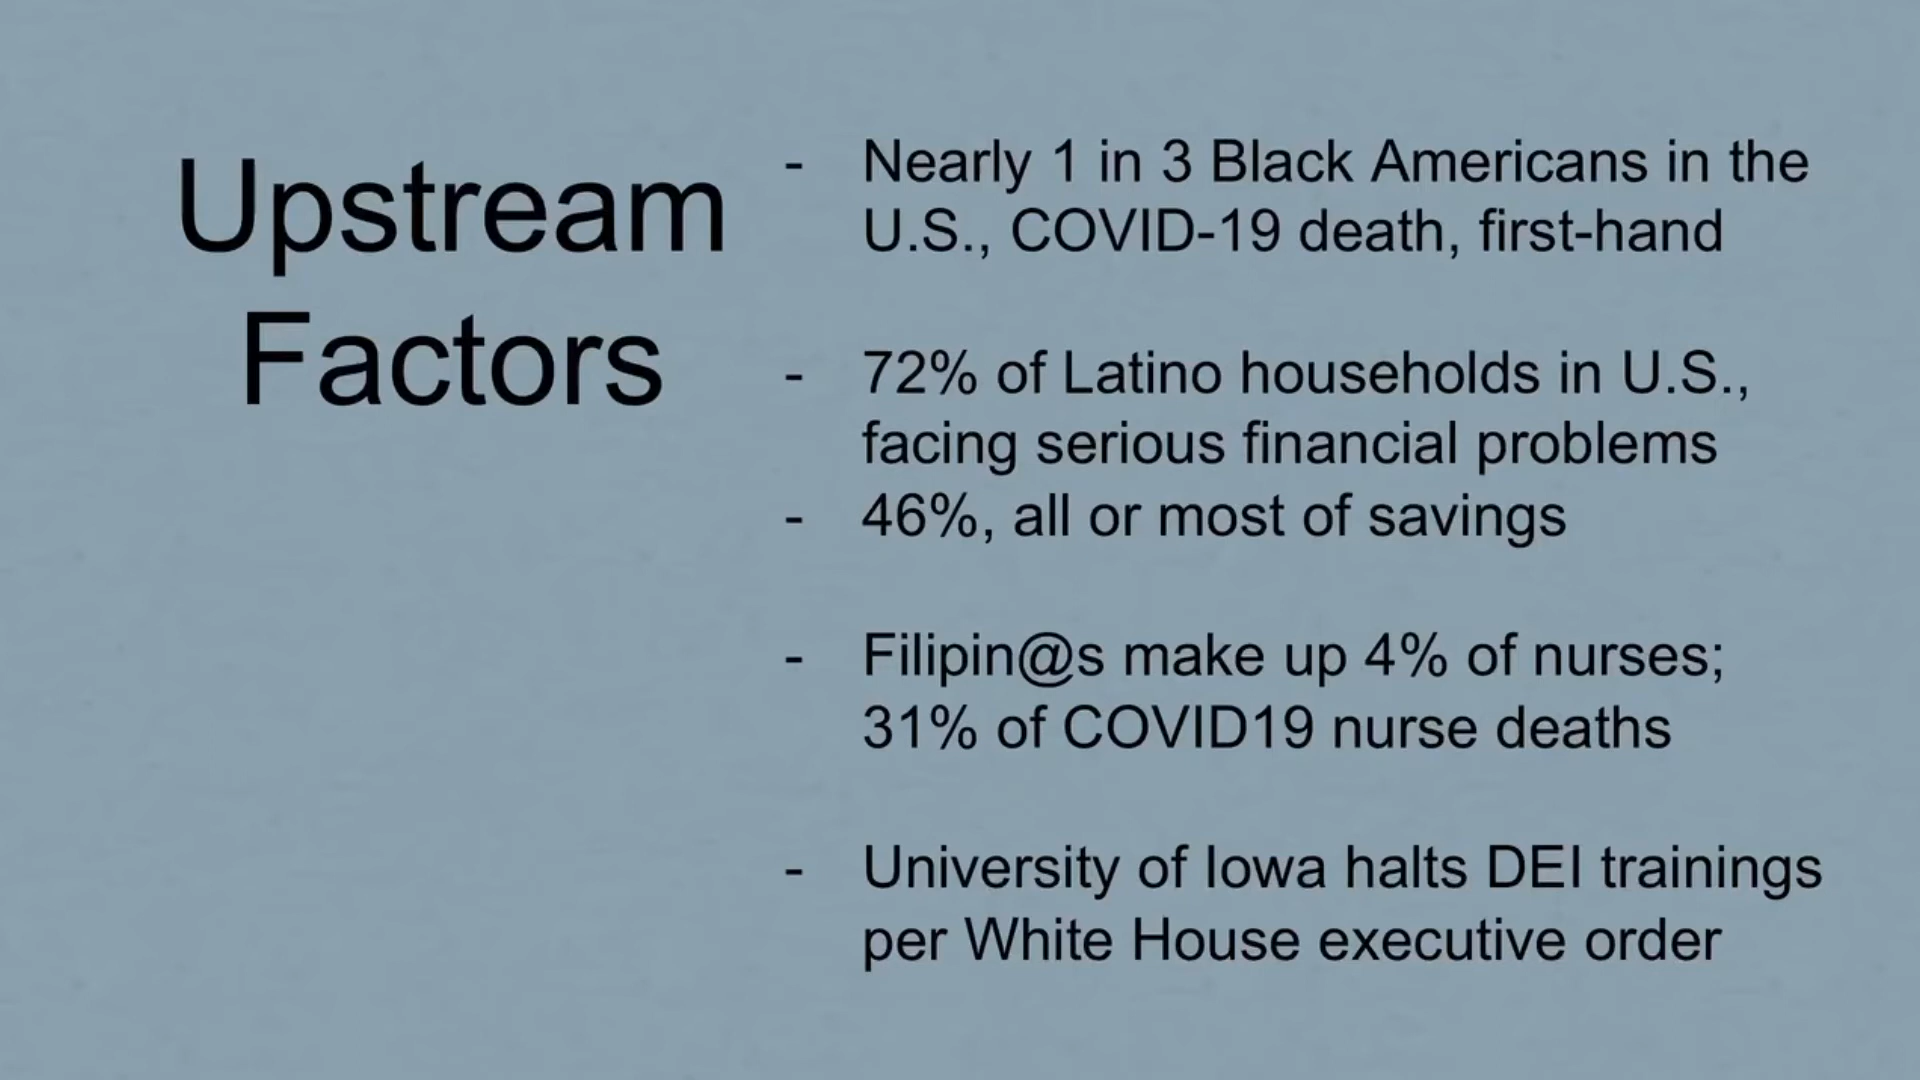 Upstream
Factors
- Nearly 1 in 3 Black Americans in the
U.S., COVID-19 death, first-hand
- 72% of Latino households in U.S.,
facing serious financial problems
- 46%, all or most of savings
- Filipin@s make up 4% of nurses;
31% of COVID19 nurse deaths
- University of Iowa halts DEI trainings
per White House executive order